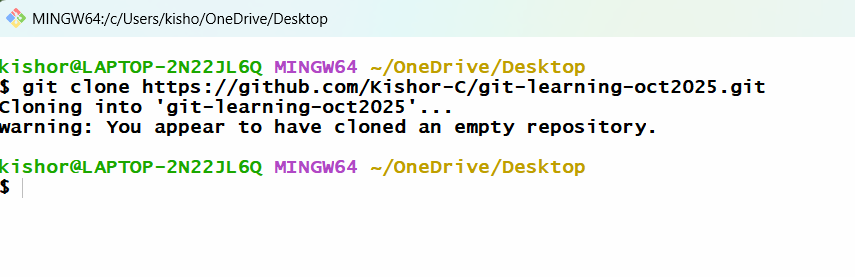 MINGW64:/c/Users/kisho/OneDrive/Desktop
kishor@LAPTOP-2N22JL6Q MINGW64 ~/OneDrive/Desktop
$ git clone https://github.com/Kishor-C/git-learning-oct2025.git
Cloning into 'git-learning-oct2025'...
warning: You appear to have cloned an empty repository.
kishor@LAPTOP-2N22JL6Q MINGW64 ~/OneDrive/Desktop
$